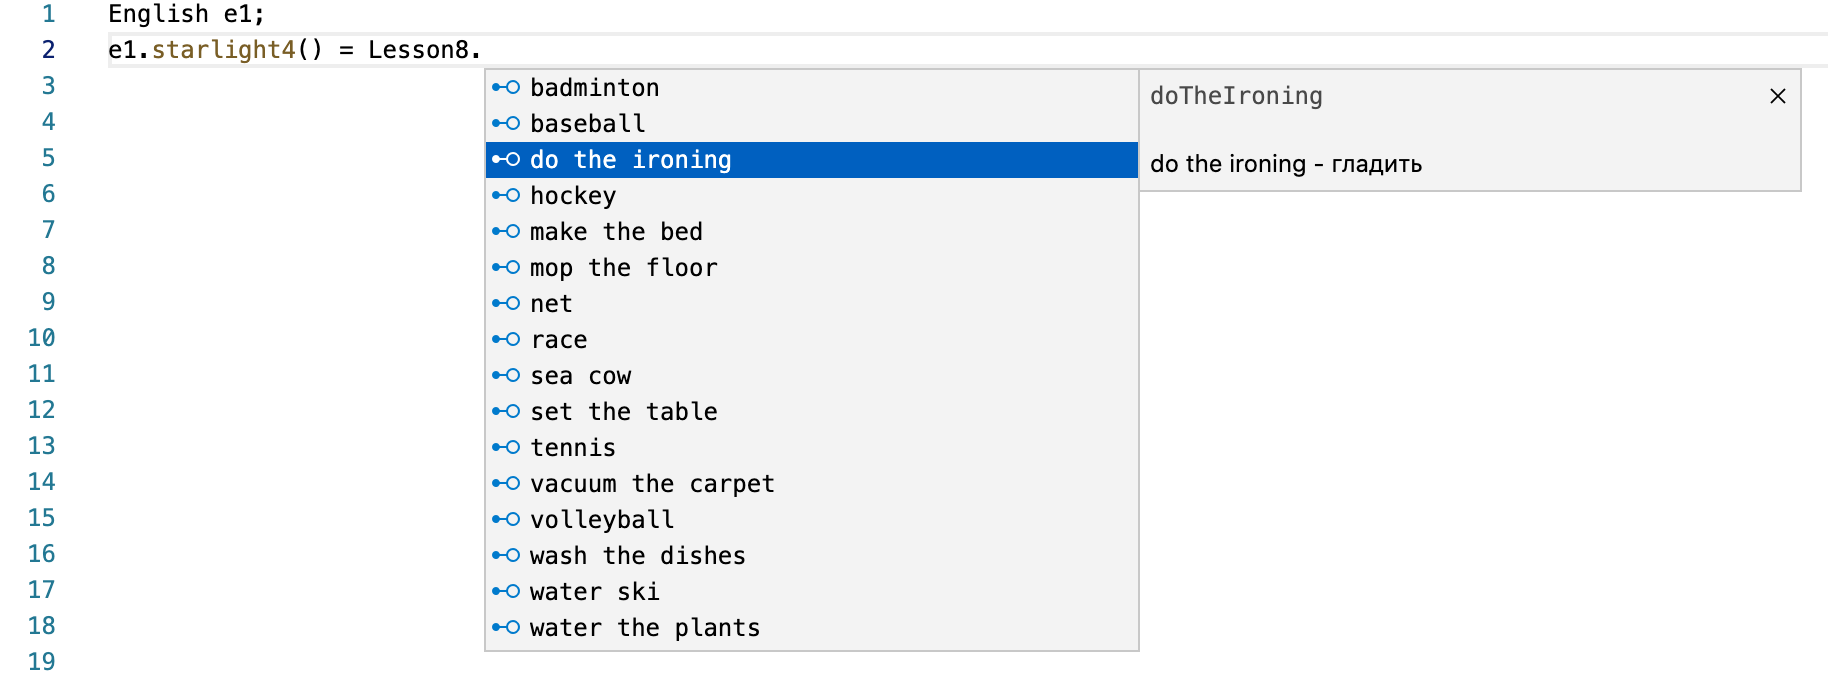 1 English e1;
2 e1.starlight4() = Lesson8.
3 badminton doTheIroning
4 baseball
5 do the ironing do the ironing - гладить
6 hockey
7 make the bed
8 mop the floor
9 net
10 race
11 sea cow
12 set the table
13 tennis
14 vacuum the carpet
15 volleyball
16 wash the dishes
17 water ski
18 water the plants
19